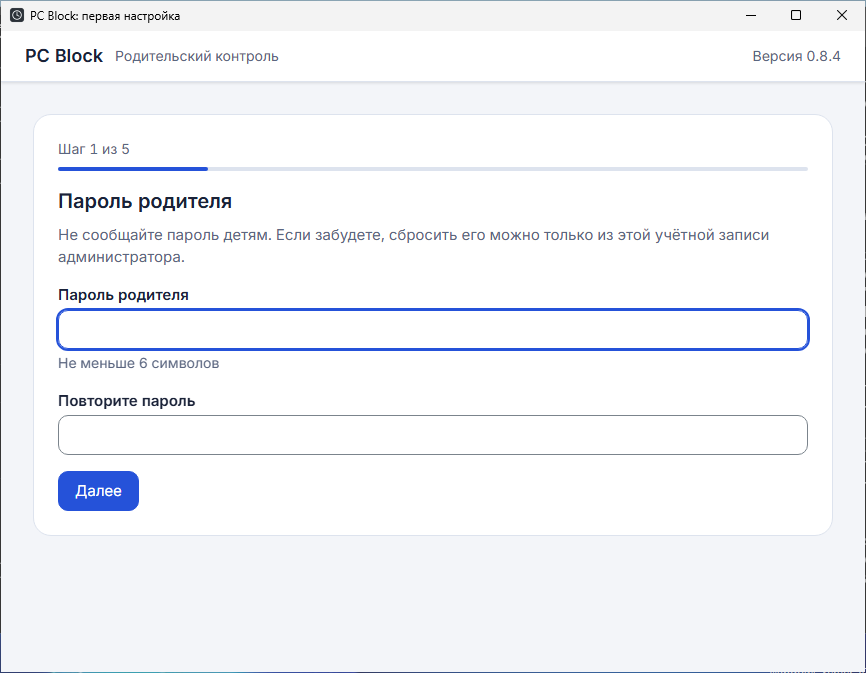 PC Block: первая настройка
PC Block Родительский контроль Версия 0.8.4
Шаг 1 из 5
Пароль родителя
Не сообщайте пароль детям. Если забудете, сбросить его можно только из этой учётной записи
администратора.
Пароль родителя
Не меньше 6 символов
Повторите пароль
Далее